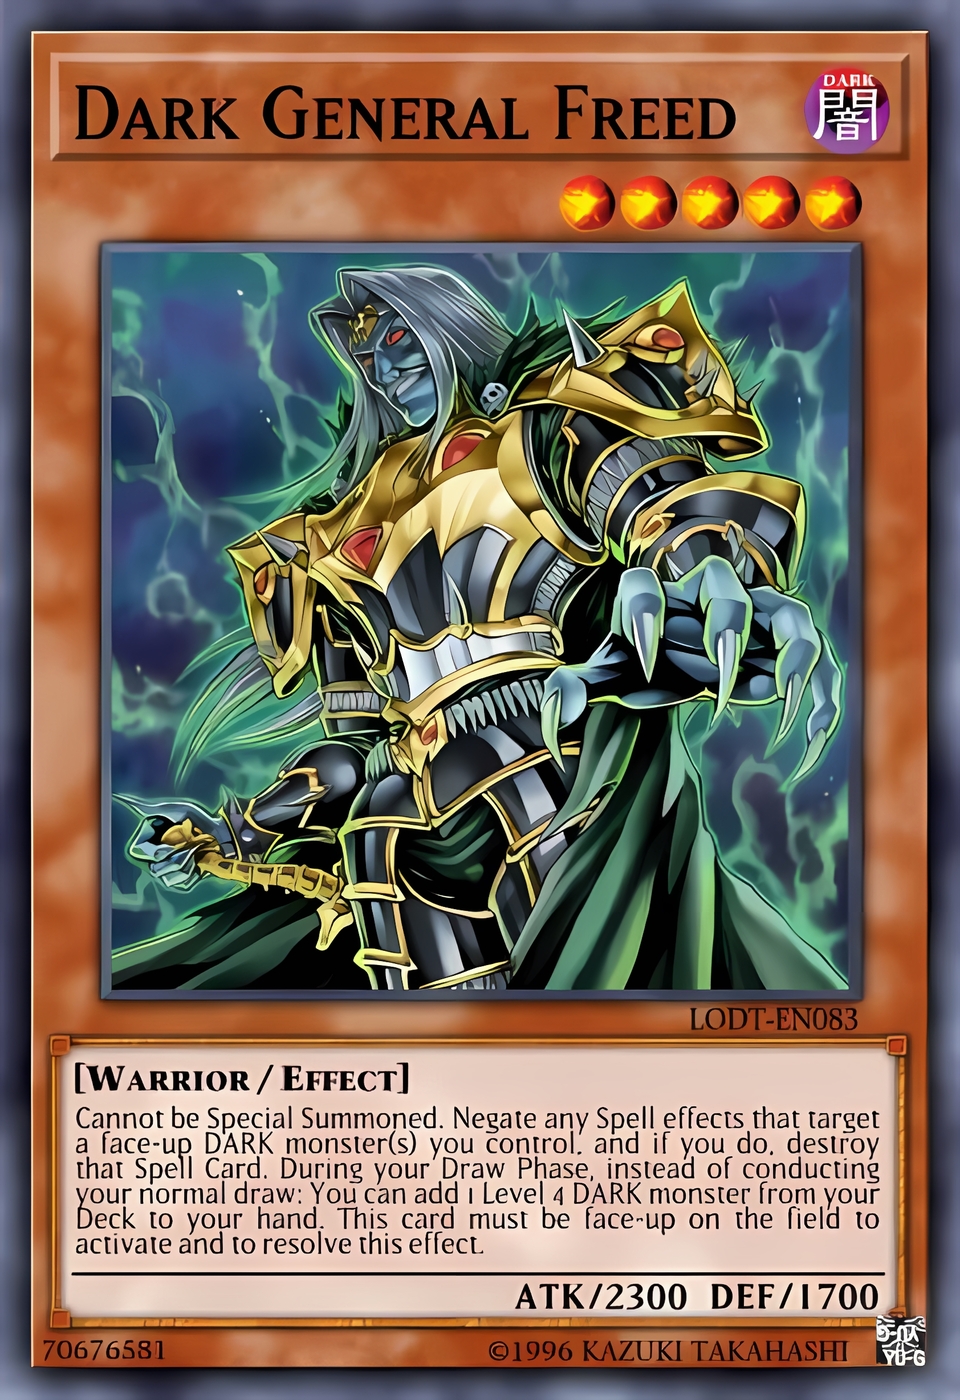 DARK GENERAL FREED
DARK
闇
LODT-EN083
[WARRIOR / EFFECT]
Cannot be Special Summoned. Negate any Spell effects that target
a face-up DARK monster(s) you control, and if you do, destroy
that Spell Card. During your Draw Phase, instead of conducting
your normal draw: You can add 1 Level 4 DARK monster from your
Deck to your hand. This card must be face-up on the field to
activate and to resolve this effect.
ATK/2300 DEF/1700
70676581
©1996 KAZUKI TAKAHASHI